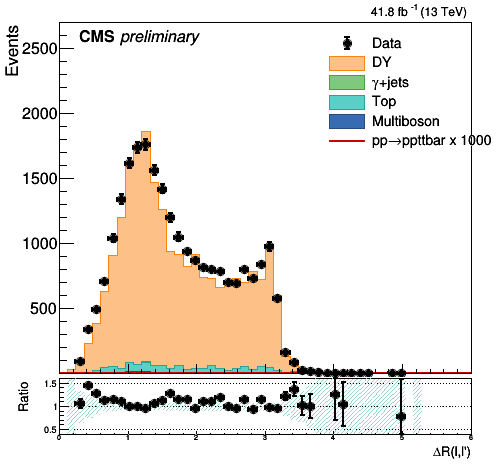 41.8 fb⁻¹ (13 TeV)
CMS preliminary
Events
2500
2000
1500
1000
500
Data
DY
γ+jets
Top
Multiboson
pp→ppttbar x 1000
Ratio
1.5
1
0.5
0 1 2 3 4 5 6
ΔR(l,l')